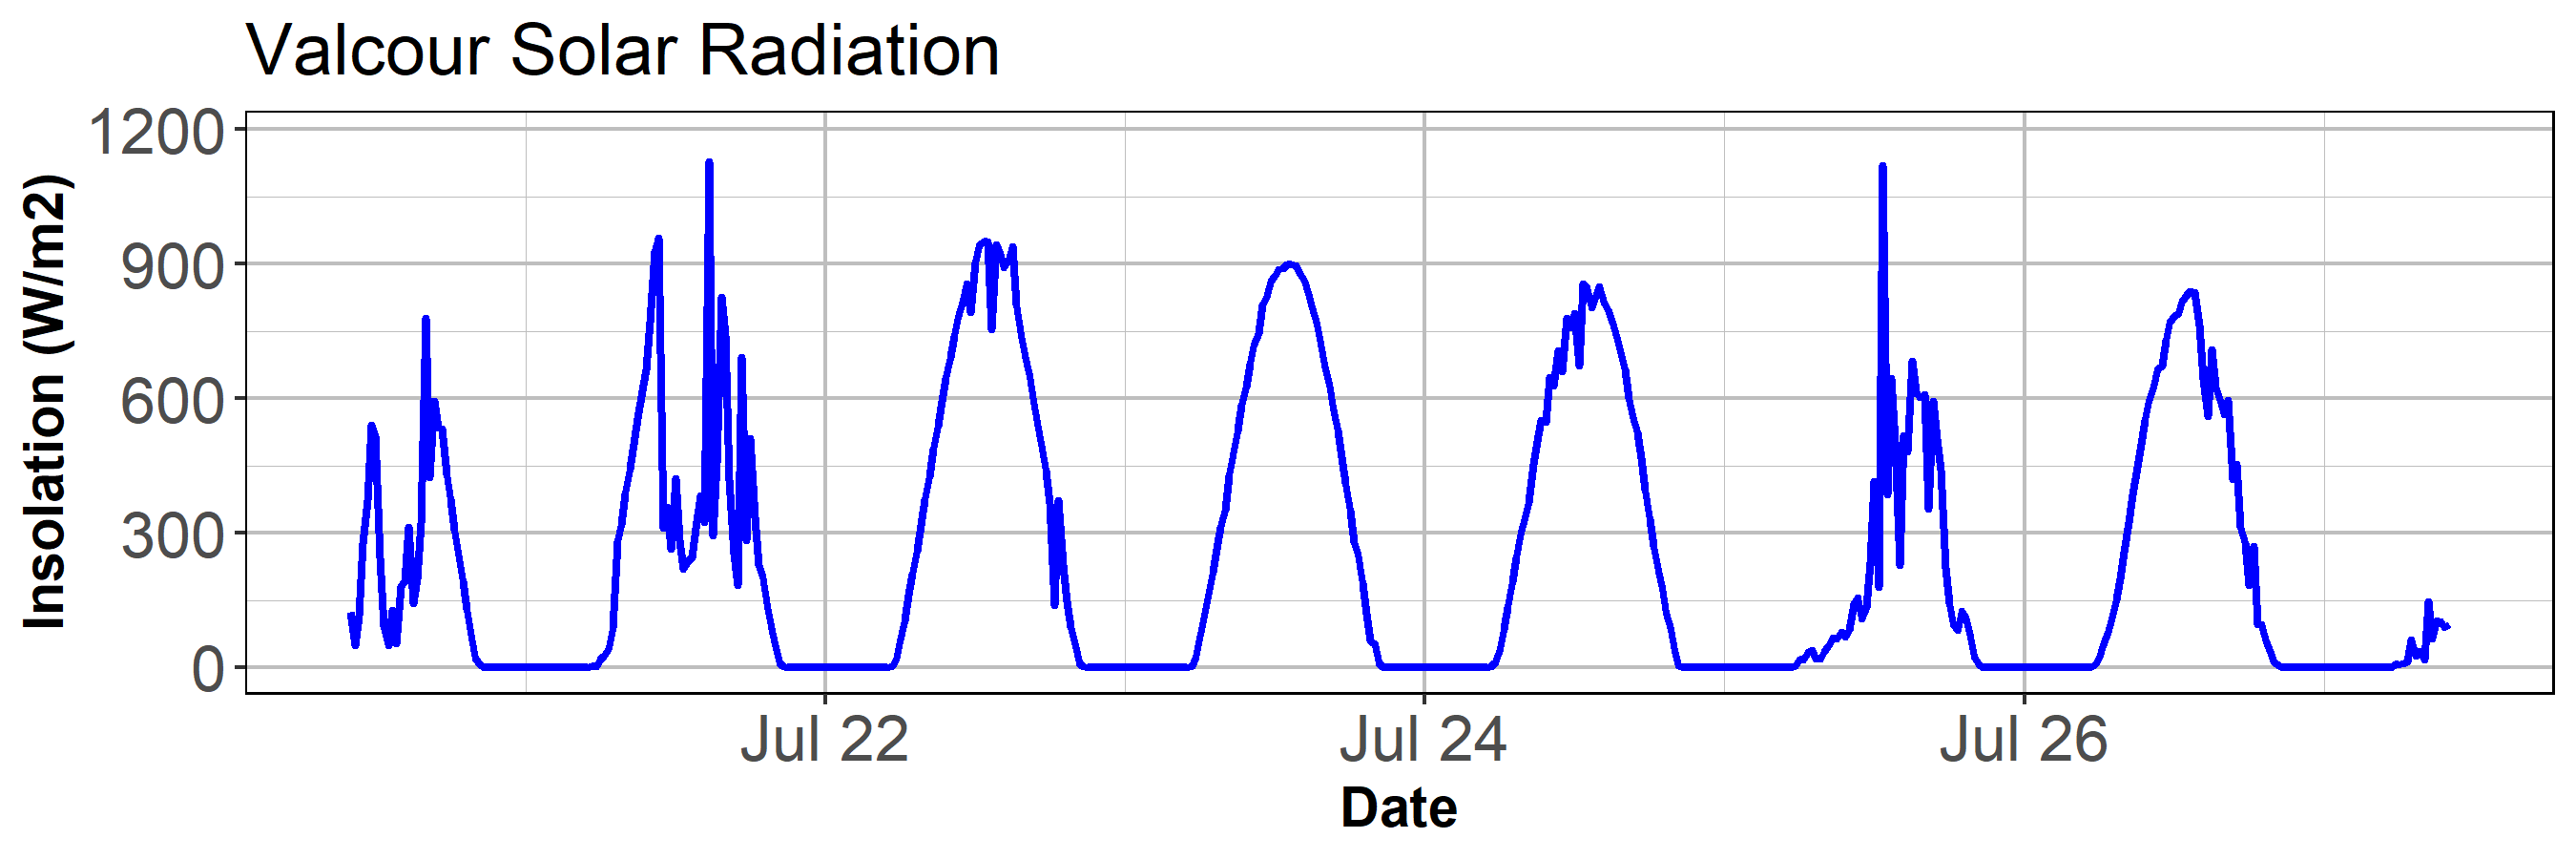 Valcour Solar Radiation
Insolation (W/m2)
1200
900
600
300
0
Jul 22
Jul 24
Jul 26
Date